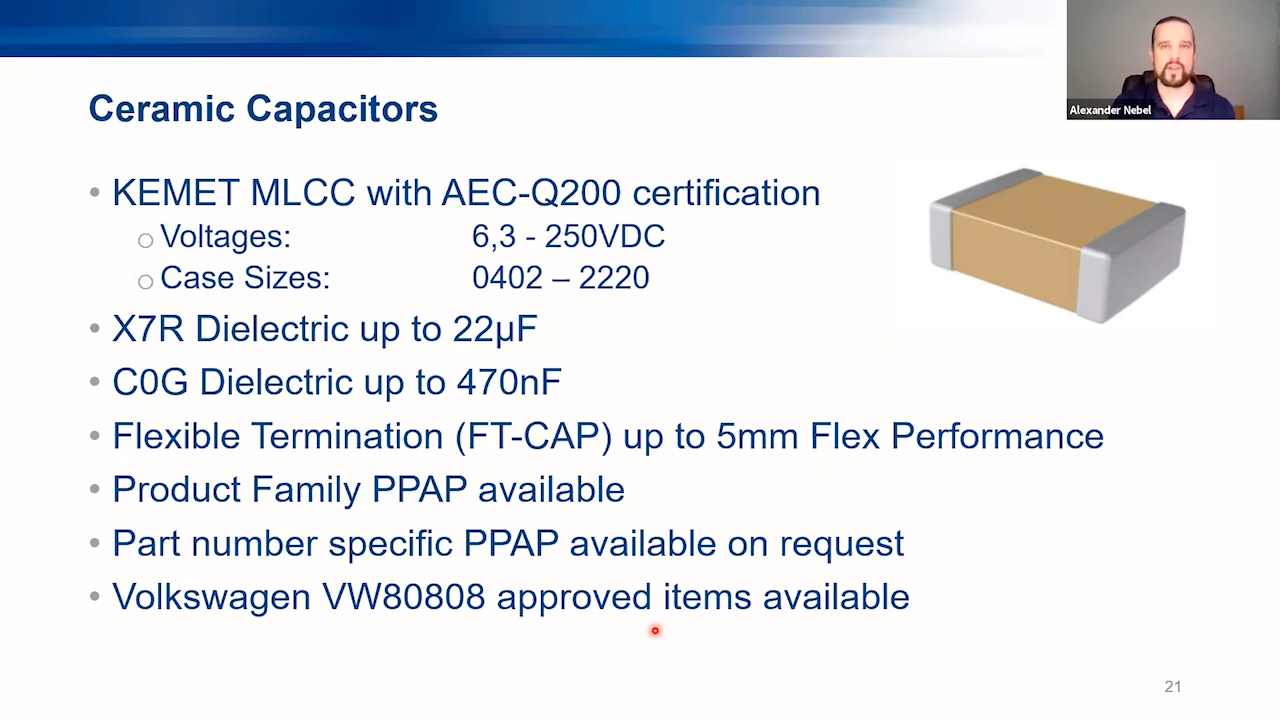 Alexander Nebel
Ceramic Capacitors
• KEMET MLCC with AEC-Q200 certification
o Voltages: 6,3 - 250VDC
o Case Sizes: 0402 – 2220
• X7R Dielectric up to 22µF
• C0G Dielectric up to 470nF
• Flexible Termination (FT-CAP) up to 5mm Flex Performance
• Product Family PPAP available
• Part number specific PPAP available on request
• Volkswagen VW80808 approved items available
21